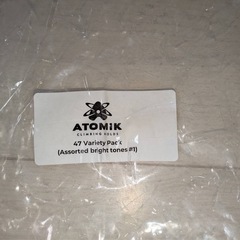 ATOMiK
CLIMBING HOLDS
47 Variety Pack
(Assorted bright tones #1)